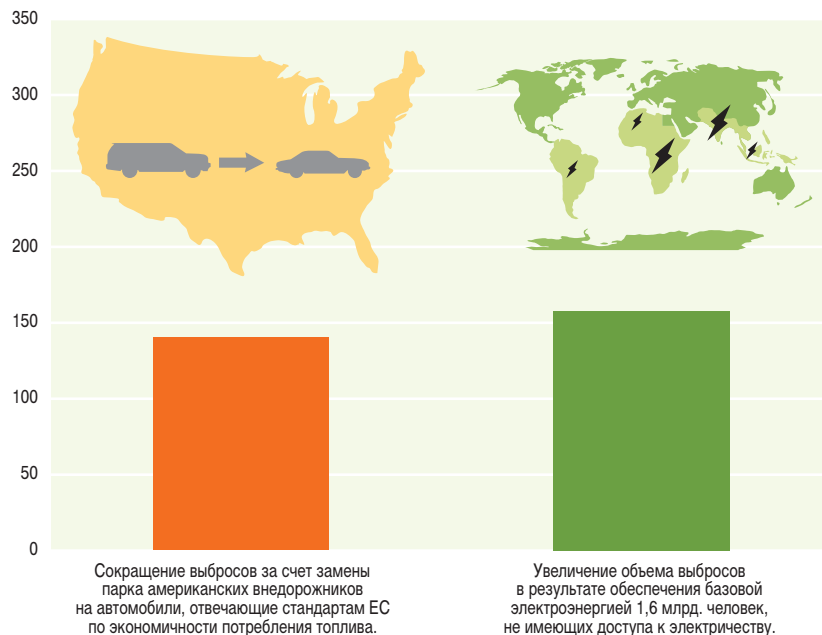 350
300
250
200
150
100
50
0
Сокращение выбросов за счет замены
парка американских внедорожников
на автомобили, отвечающие стандартам ЕС
по экономичности потребления топлива.
Увеличение объема выбросов
в результате обеспечения базовой
электроэнергией 1,6 млрд. человек,
не имеющих доступа к электричеству.